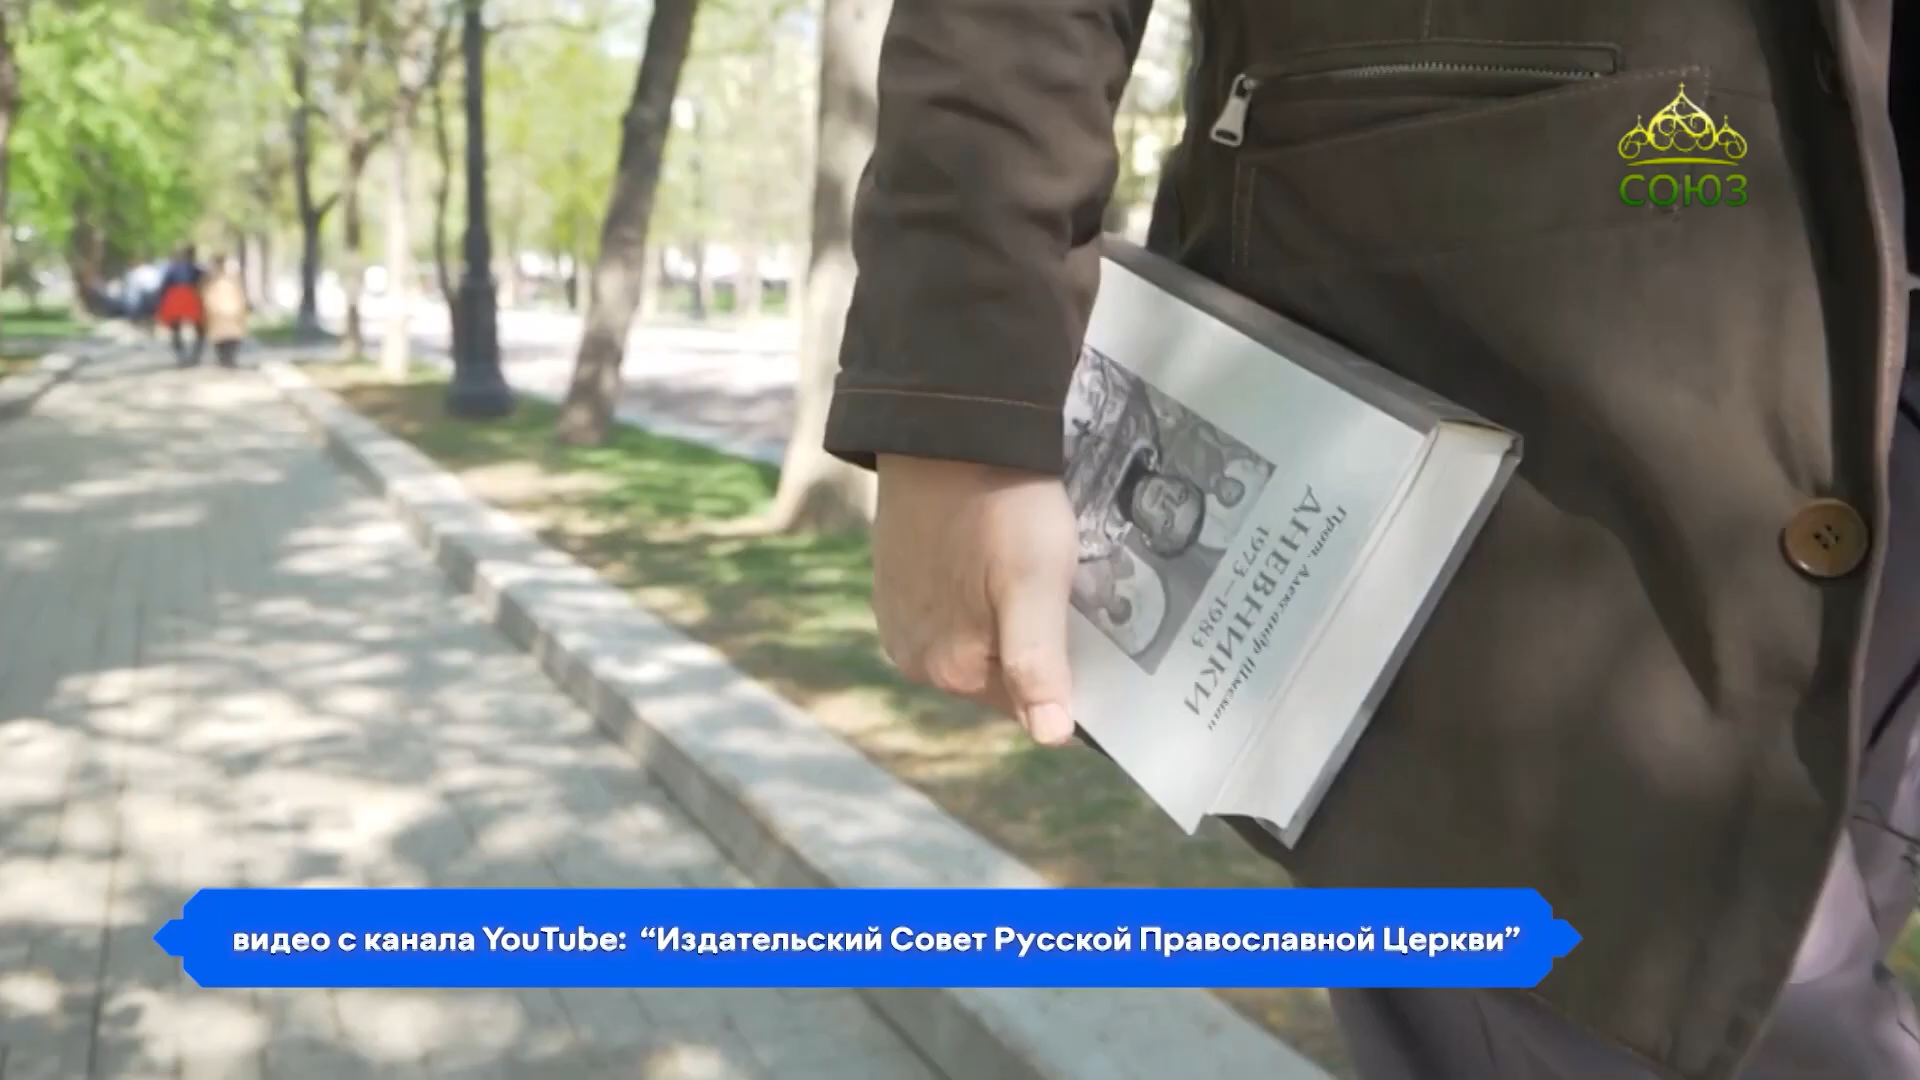 СОЮЗ
Прот. Александр Шмеман
ДНЕВНИКИ
1973—1983
видео с канала YouTube: “Издательский Совет Русской Православной Церкви”